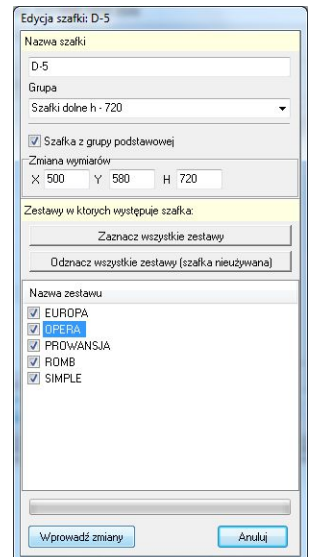 Edycja szafki: D-5
Nazwa szafki
D-5
Grupa
Szafki dolne h - 720
Szafka z grupy podstawowej
Zmiana wymiarów
X 500 Y 580 H 720
Zestawy w ktorych występuje szafka:
Zaznacz wszystkie zestawy
Odznacz wszystkie zestawy (szafka nieużywana)
Nazwa zestawu
EUROPA
OPERA
PROWANSJA
ROMB
SIMPLE
Wprowadź zmiany Anuluj